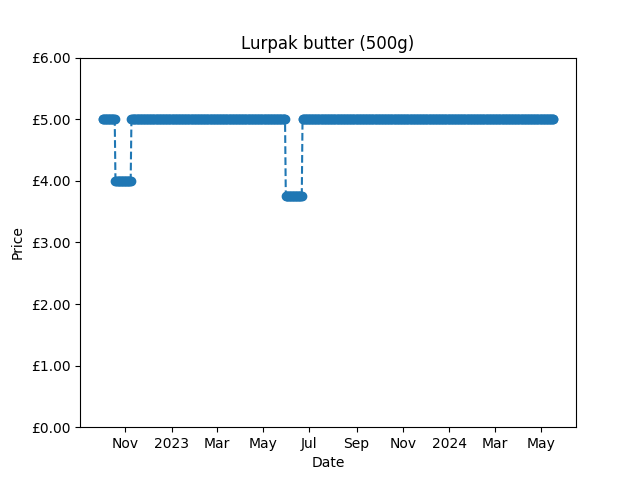 Lurpak butter (500g)
£6.00
£5.00
£4.00
£3.00
£2.00
£1.00
£0.00
Price
Nov 2023 Mar May Jul Sep Nov 2024 Mar May
Date